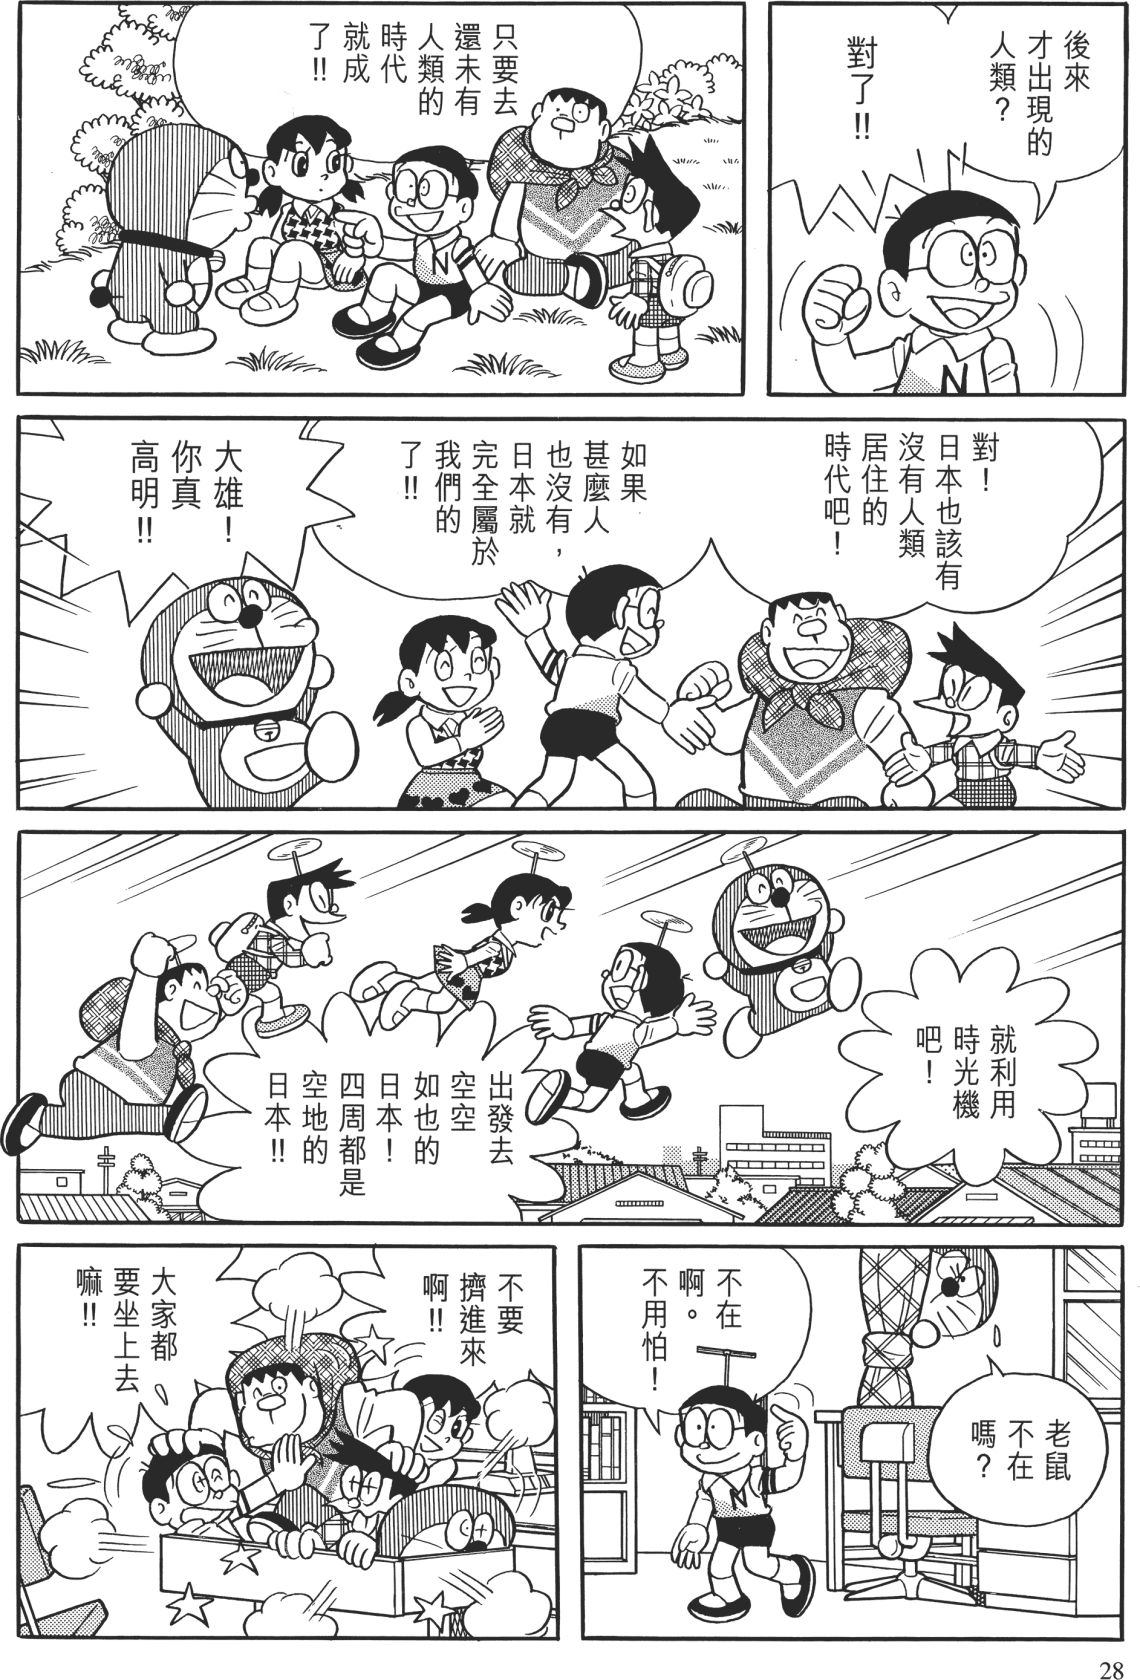 後來
才出現的
人類？
對了!!
只要去
還未有
人類的
時代
就成
了!!
對！
日本也該有
沒有人類
居住的
時代吧！
如果
甚麼人
也沒有，
日本就
完全屬於
我們的
了!!
大雄！
你真
高明!!
就利用
時光機
吧！
出發去
空空
如也的
日本！
四周都是
空地的
日本!!
老鼠
不在
嗎？
不在
啊。
不用怕！
不要
擠進來
啊!!
大家都
要坐上去
嘛!!
N
N
28